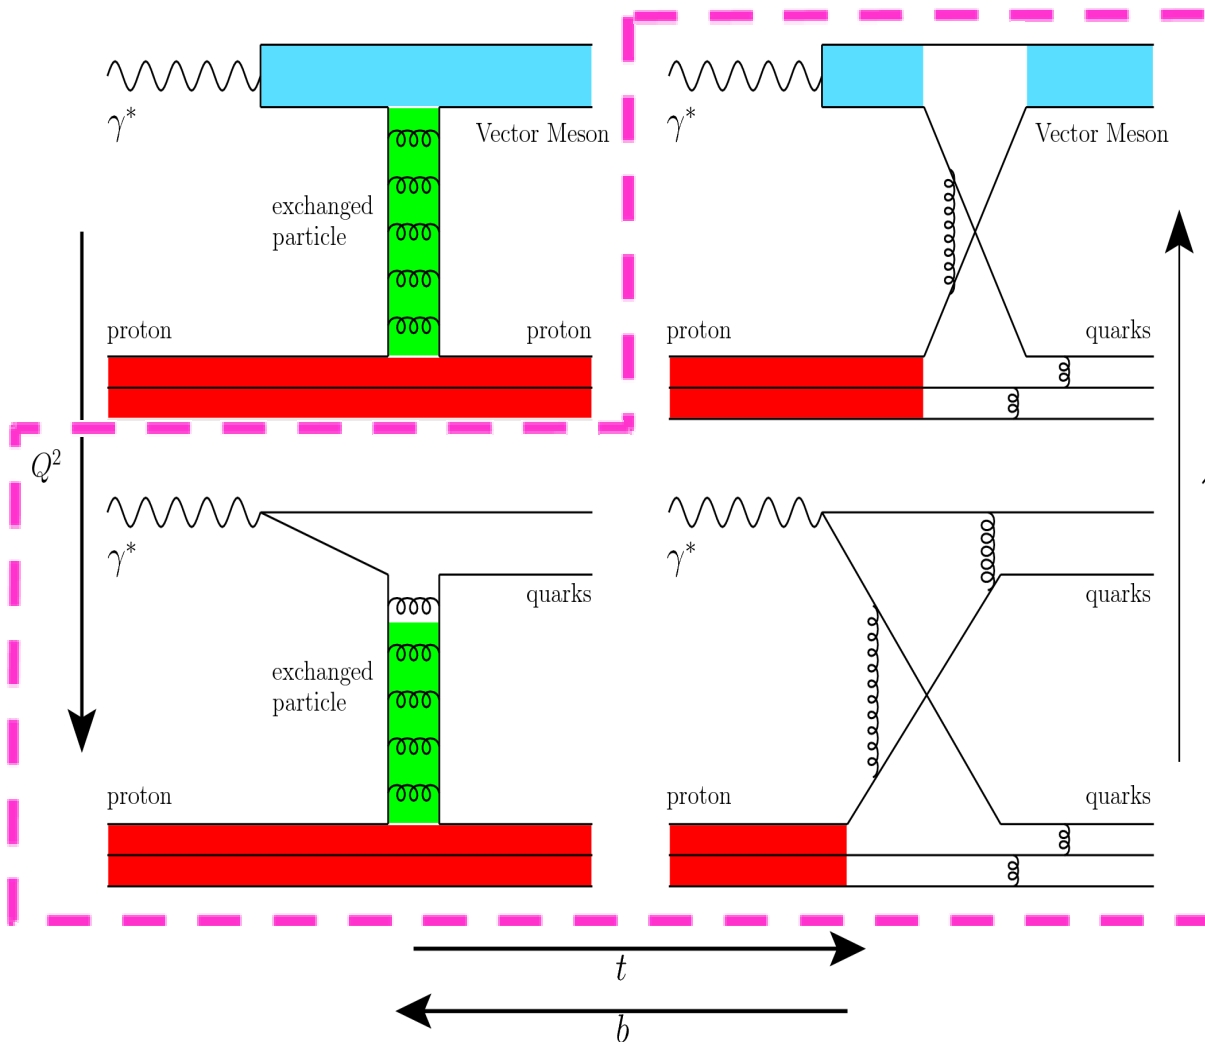 γ*
Vector Meson
exchanged
particle
proton
proton
γ*
Vector Meson
proton
quarks
Q²
γ*
quarks
exchanged
particle
proton
γ*
quarks
proton
quarks
t
b